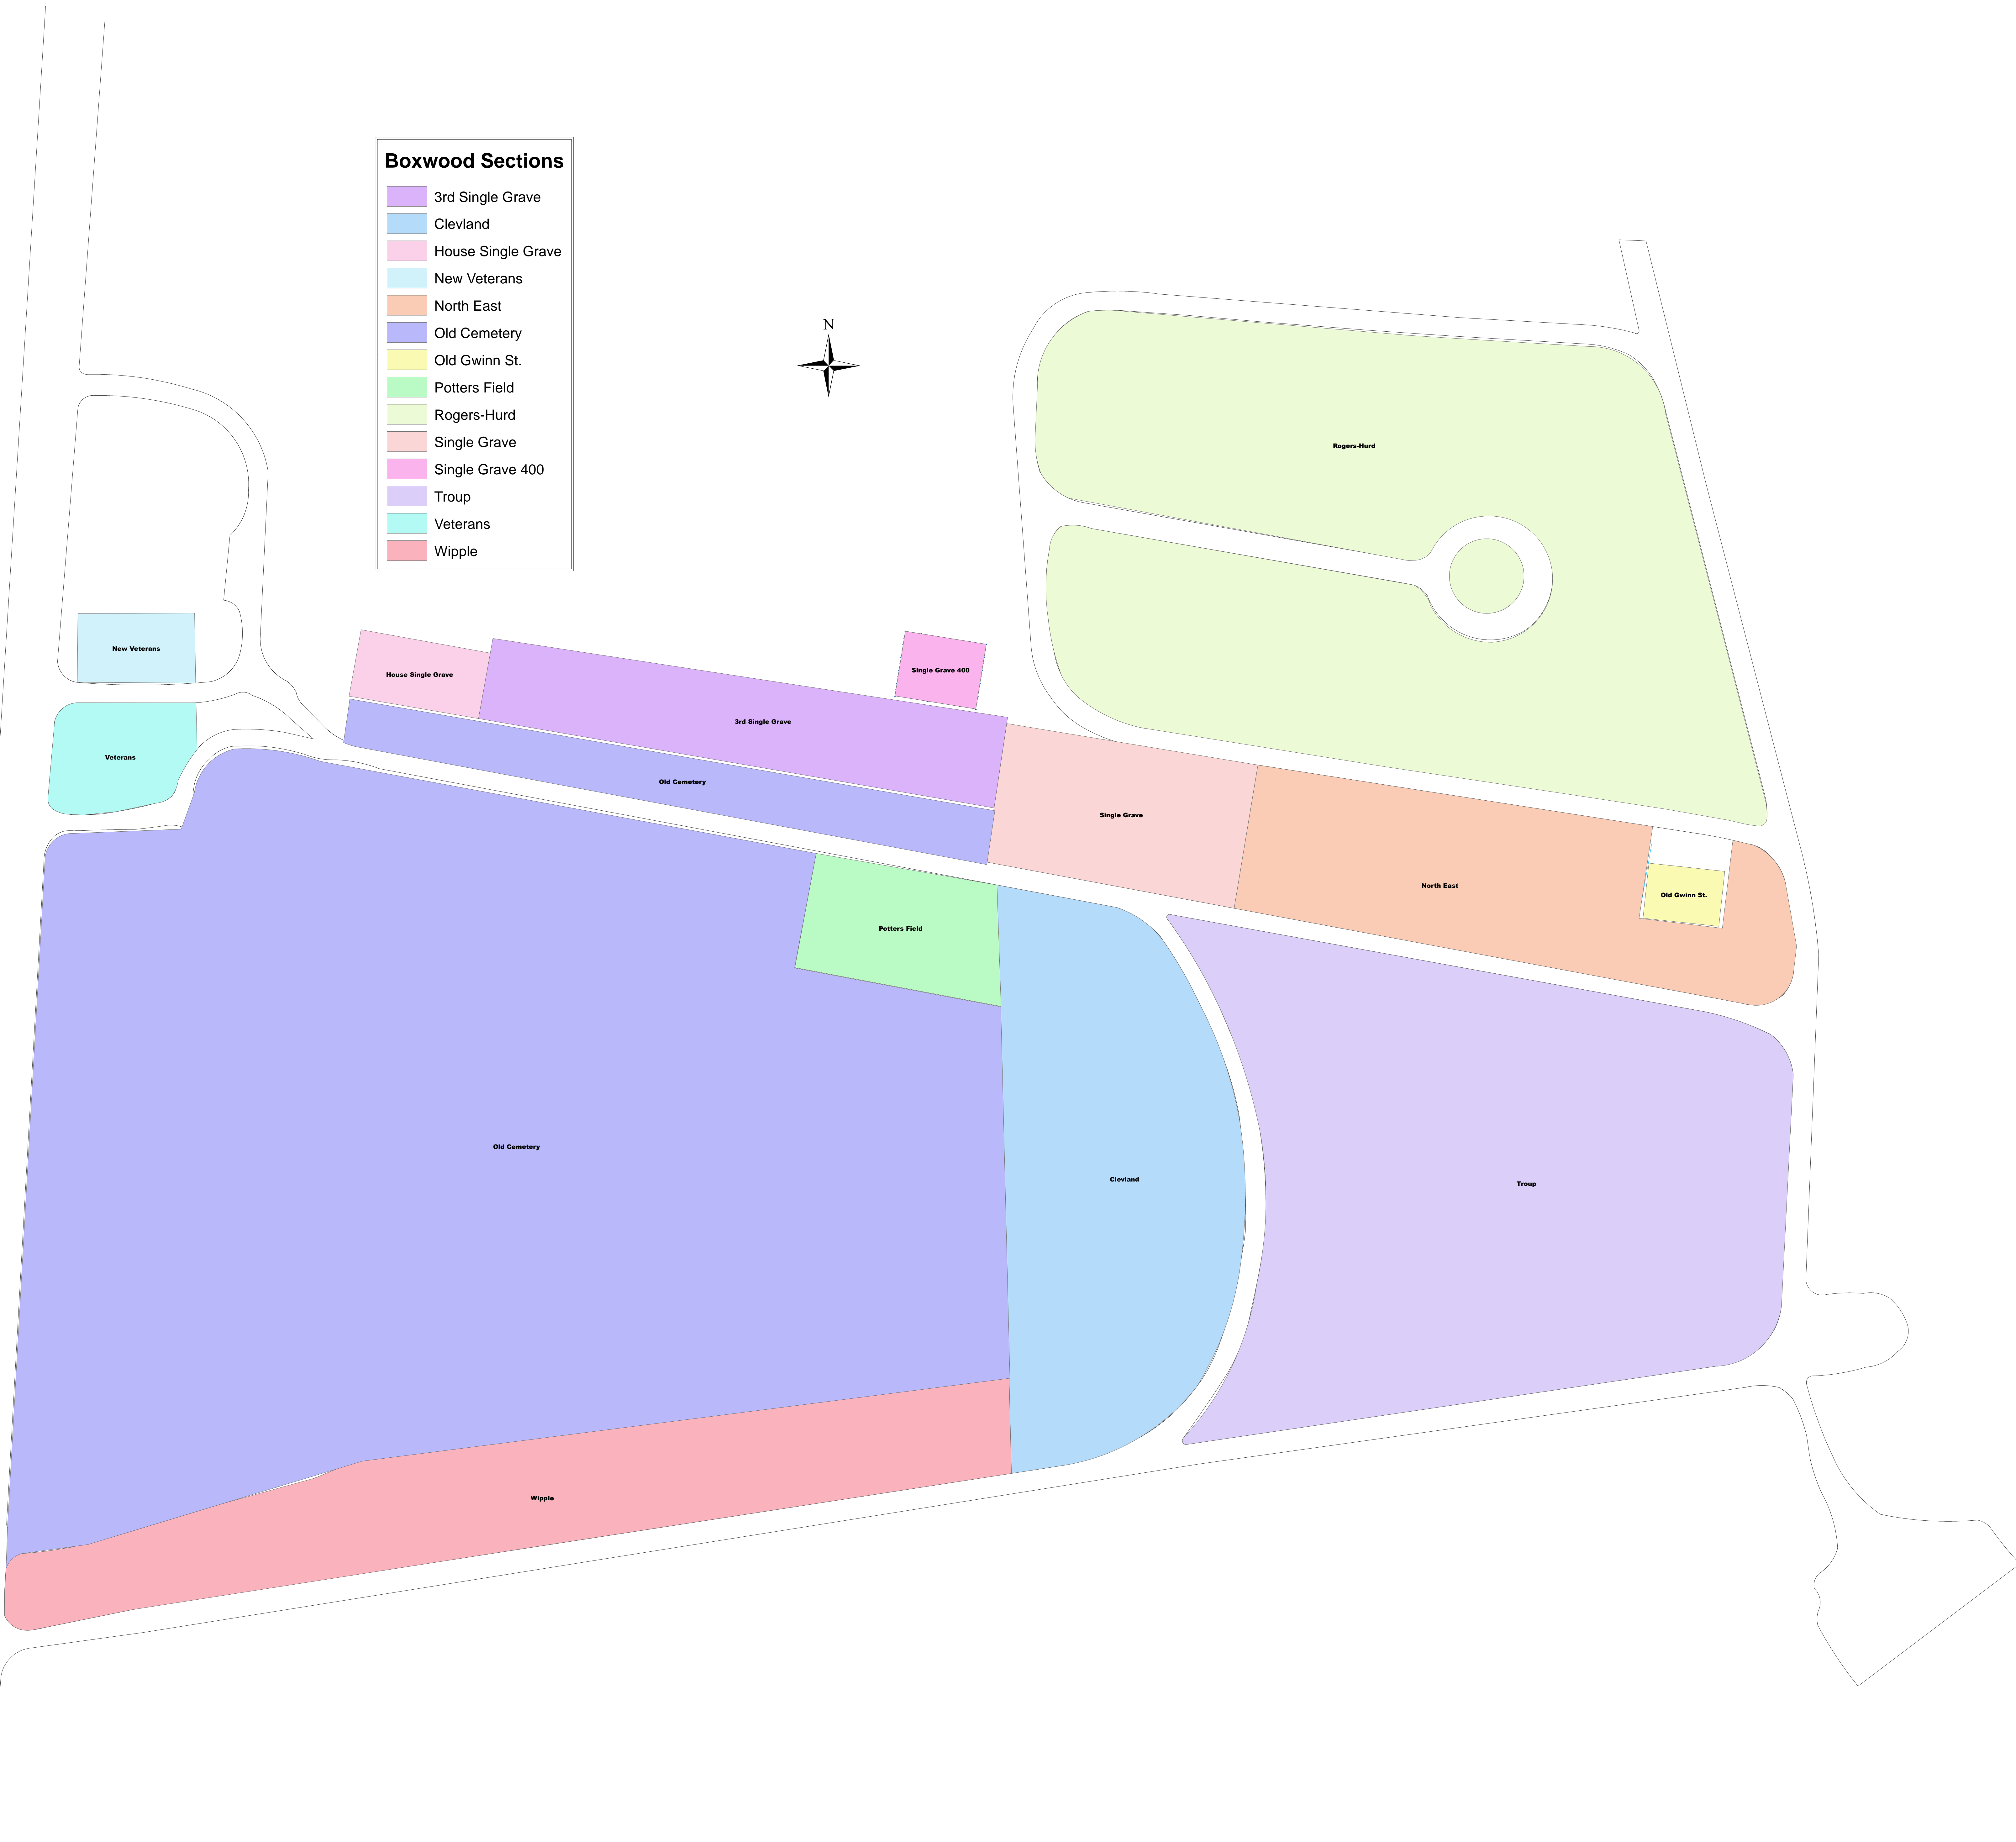 Boxwood Sections
3rd Single Grave
Clevland
House Single Grave
New Veterans
North East
Old Cemetery
Old Gwinn St.
Potters Field
Rogers-Hurd
Single Grave
Single Grave 400
Troup
Veterans
Wipple
N
Rogers-Hurd
New Veterans
House Single Grave
Single Grave 400
3rd Single Grave
Veterans
Old Cemetery
Single Grave
North East
Old Gwinn St.
Potters Field
Old Cemetery
Clevland
Troup
Wipple